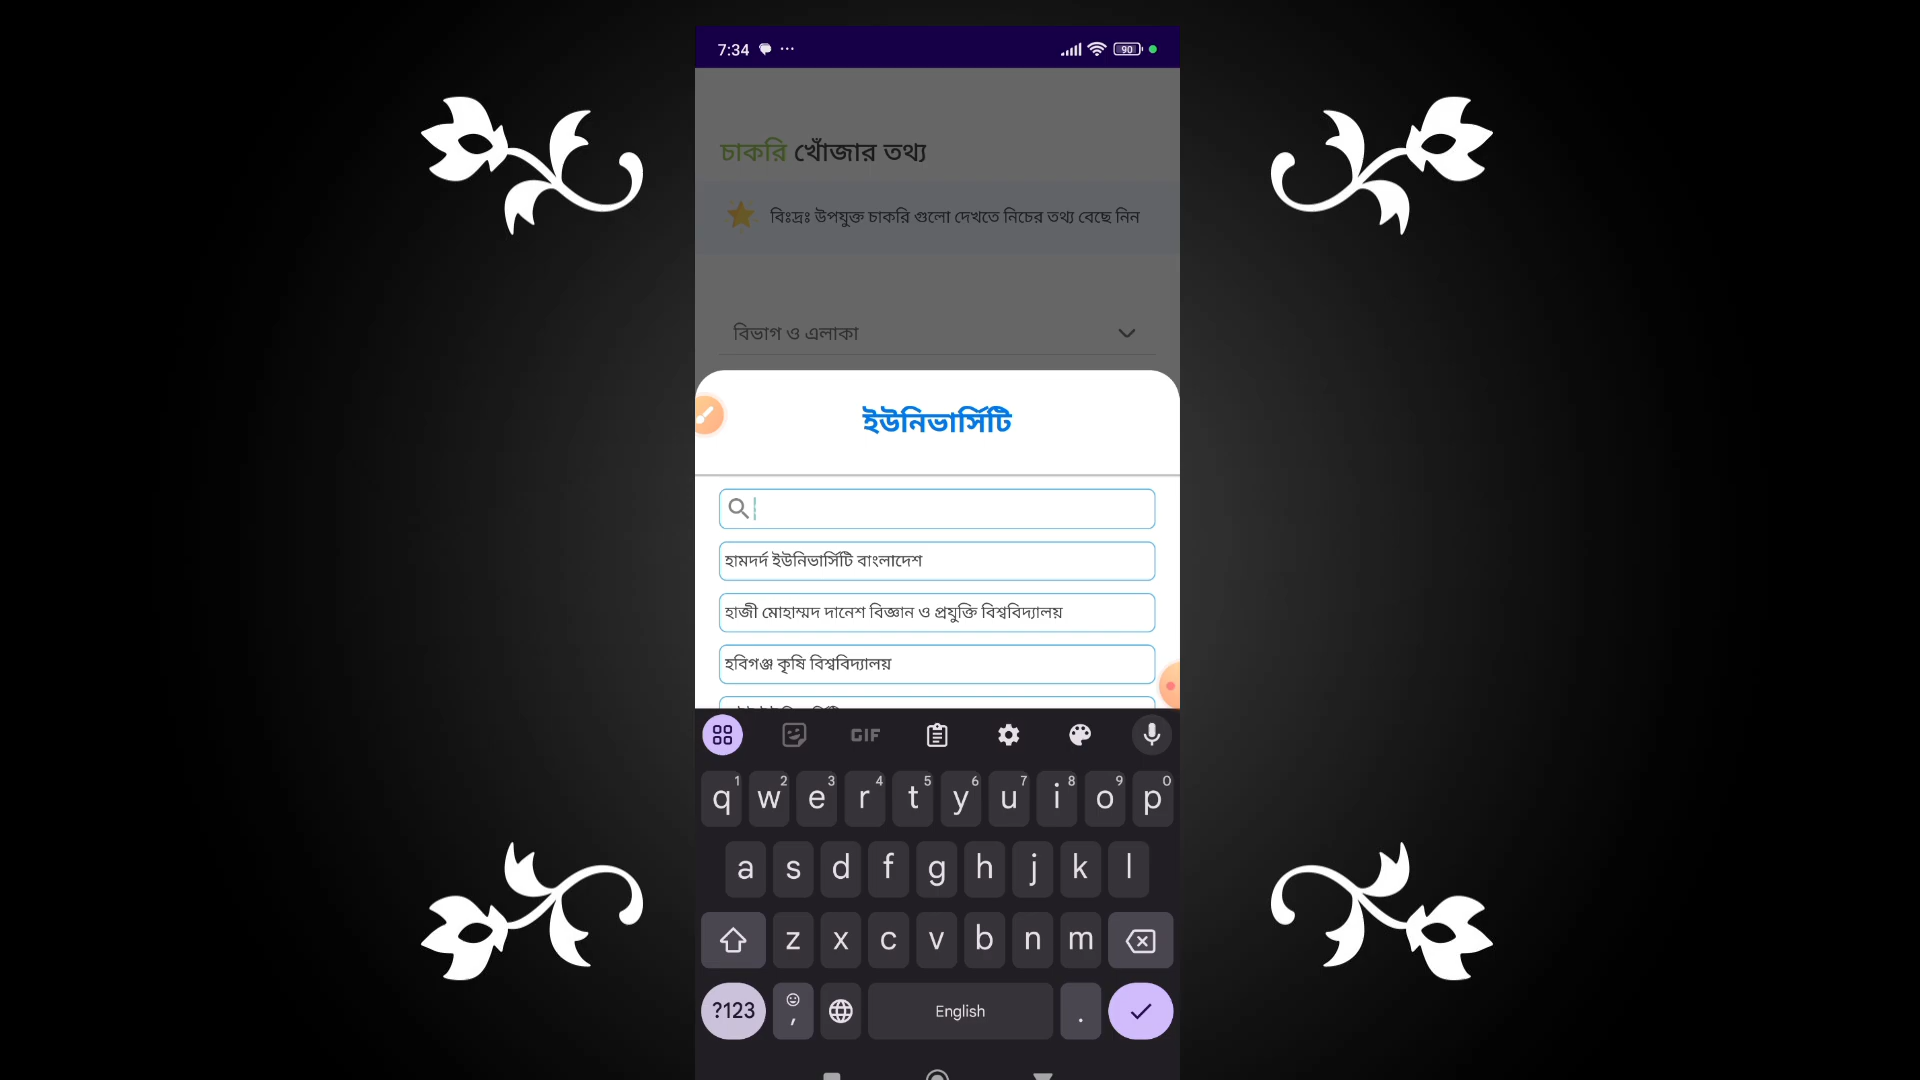 7:34 ... 90
চাকরি খোঁজার তথ্য
বিঃদ্রঃ উপযুক্ত চাকরি গুলো দেখতে নিচের তথ্য বেছে নিন
বিভাগ ও এলাকা
ইউনিভার্সিটি
হামদর্দ ইউনিভার্সিটি বাংলাদেশ
হাজী মোহাম্মদ দানেশ বিজ্ঞান ও প্রযুক্তি বিশ্ববিদ্যালয়
হবিগঞ্জ কৃষি বিশ্ববিদ্যালয়
GIF
1 2 3 4 5 6 7 8 9 0
q w e r t y u i o p
a s d f g h j k l
z x c v b n m
?123 , English .